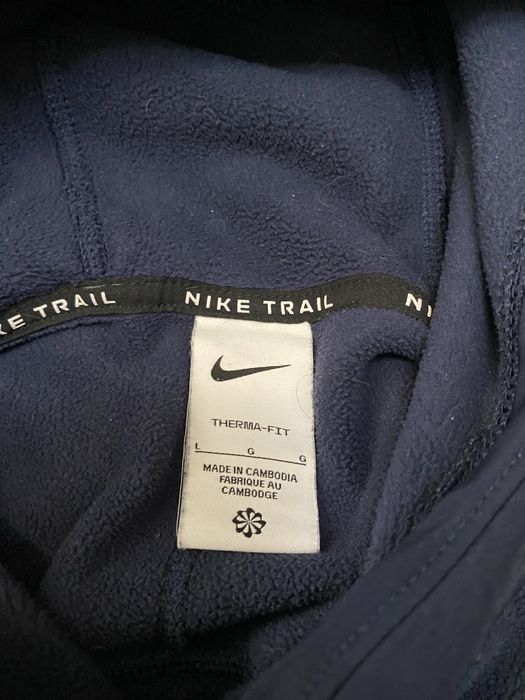 KE TRAIL NIKE TRAIL NI
THERMA-FIT
L G G
MADE IN CAMBODIA
FABRIQUE AU
CAMBODGE